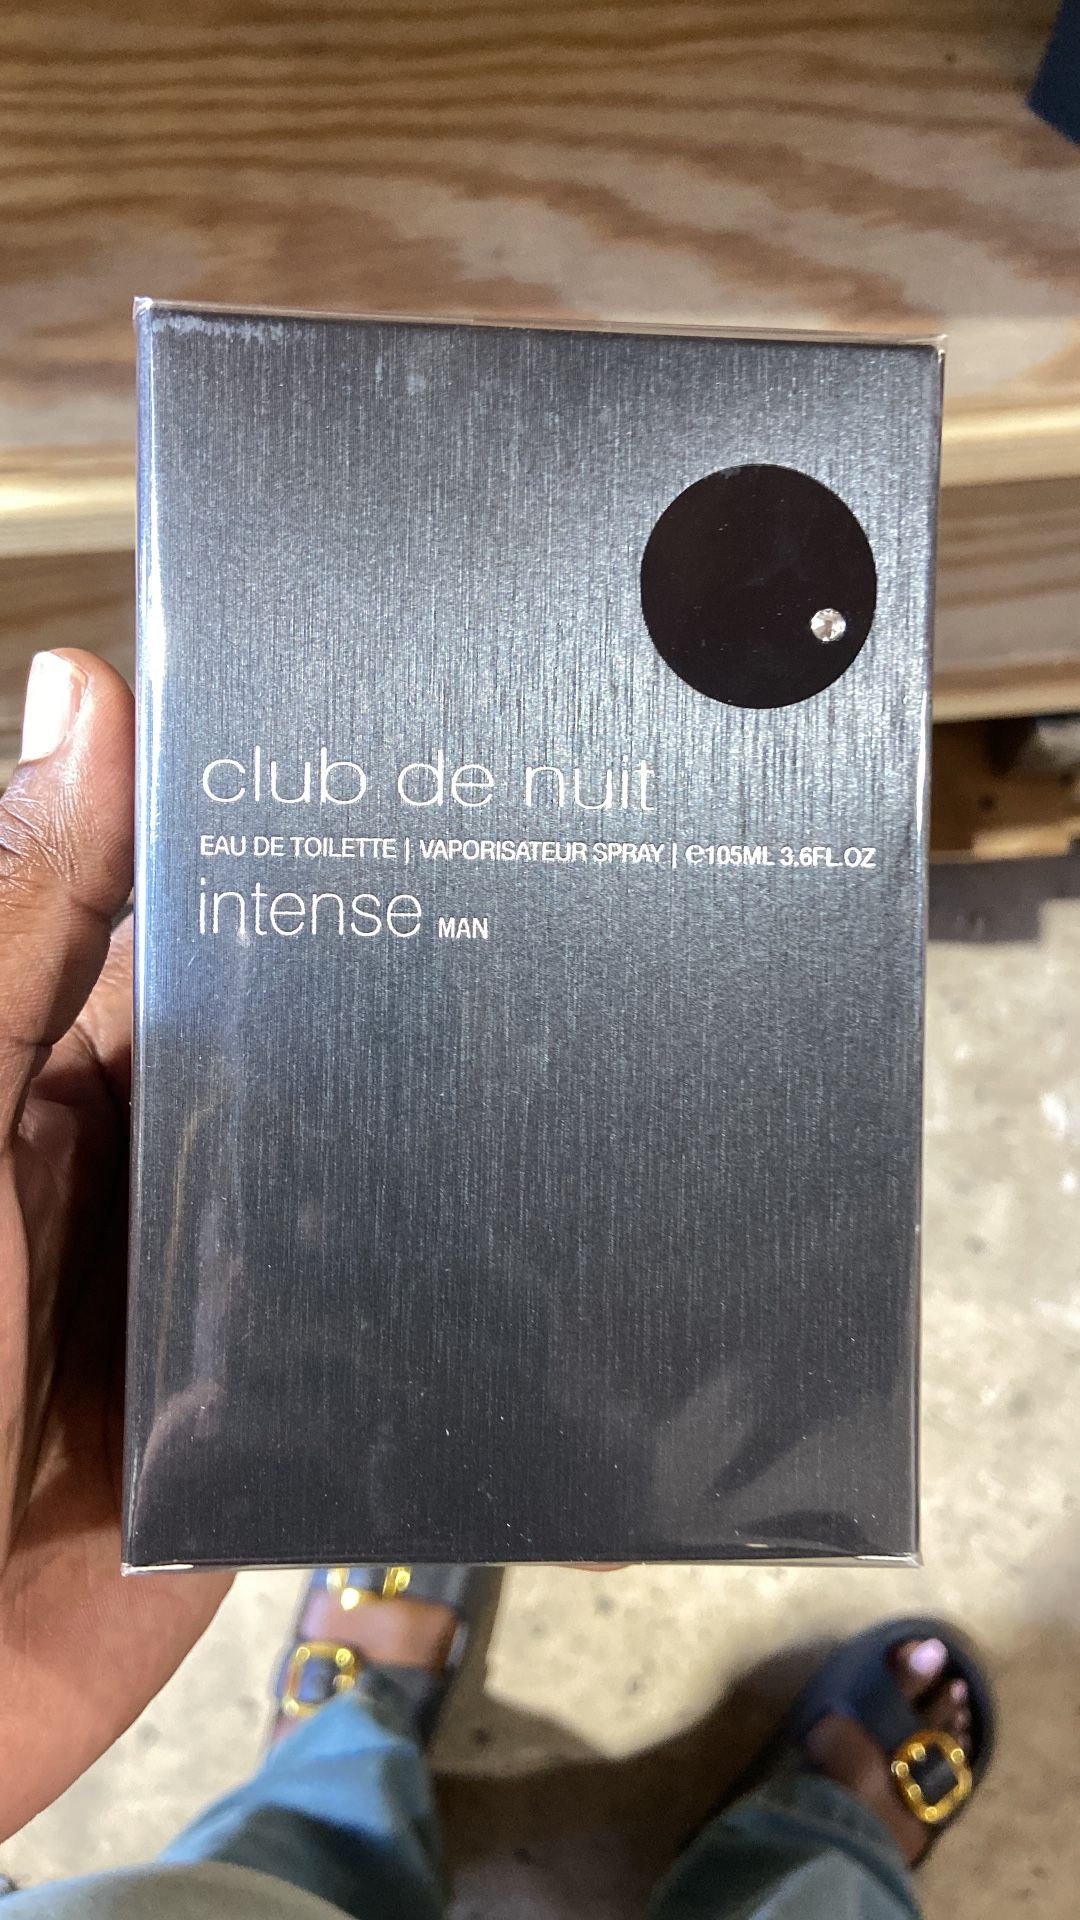 club de nuit
EAU DE TOILETTE | VAPORISATEUR SPRAY | ℮105ML 3.6FL.OZ
intense MAN